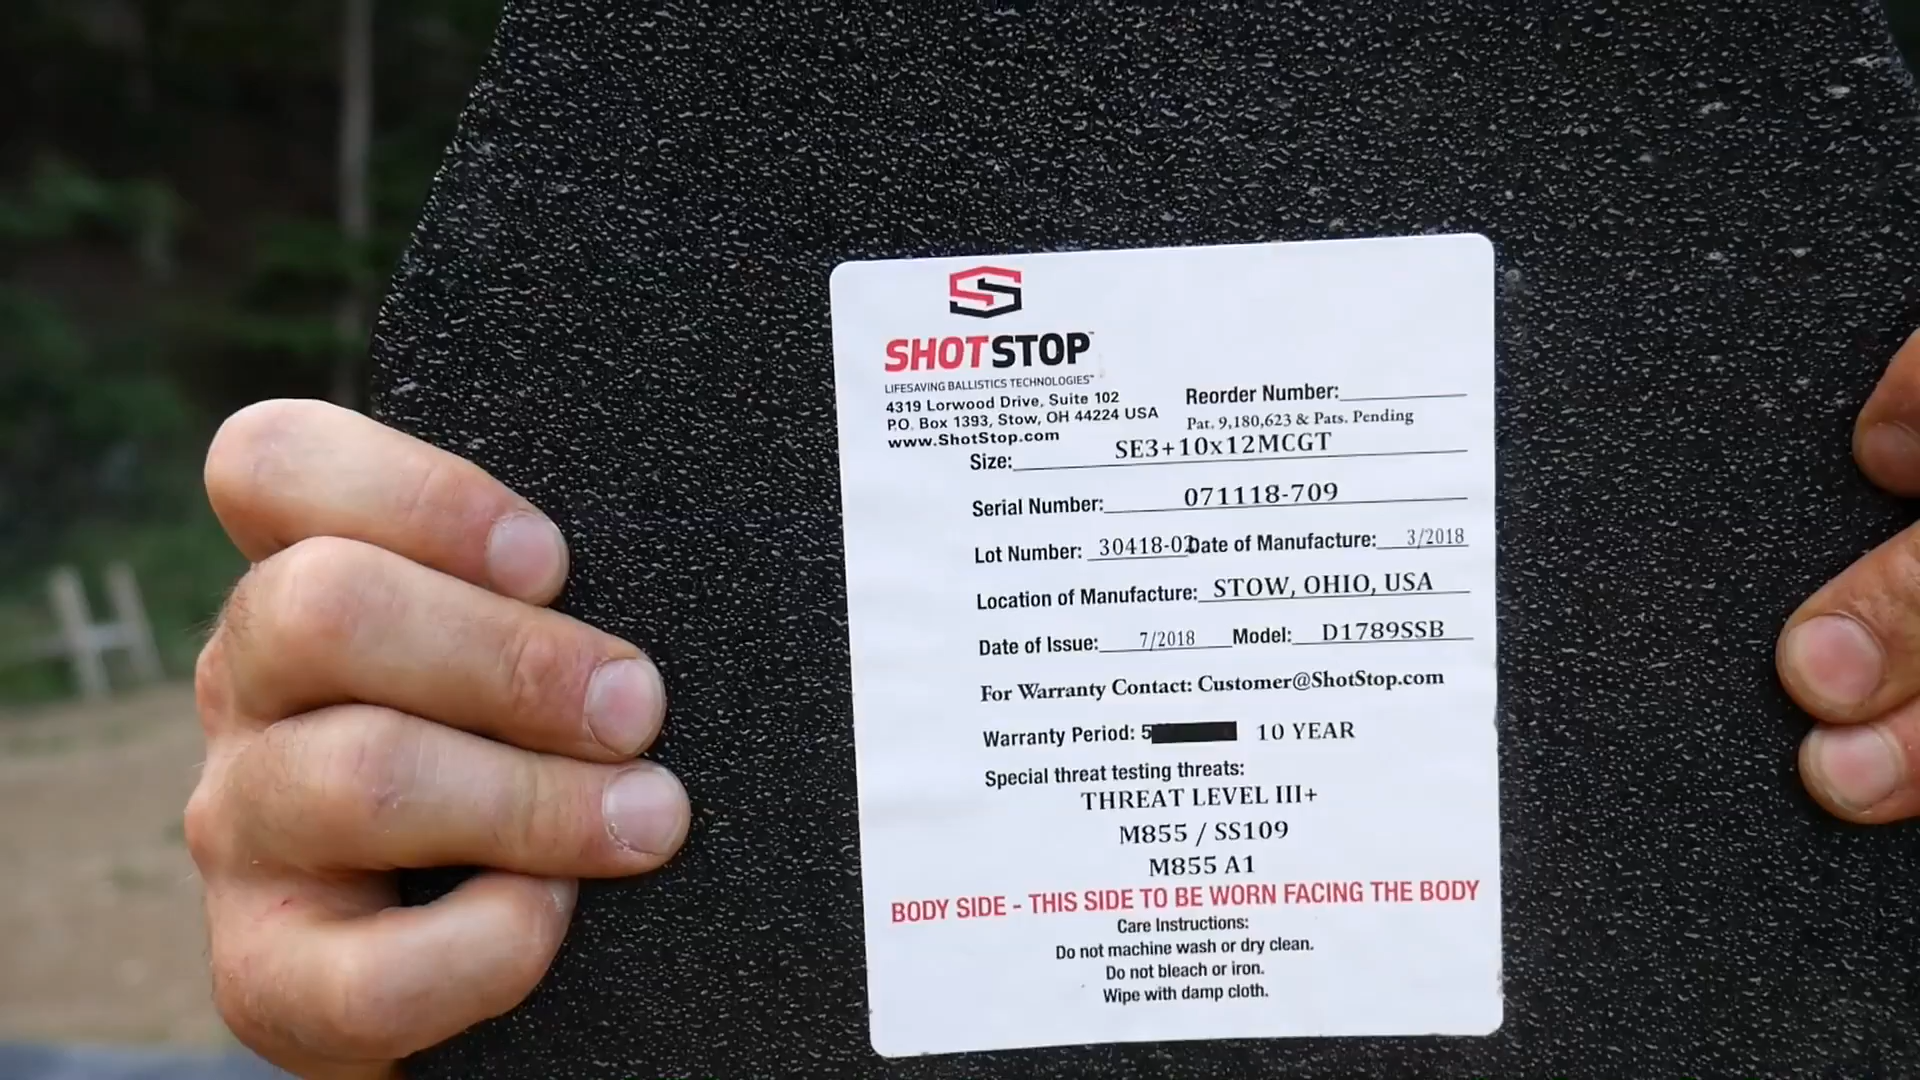 SHOTSTOP™
LIFESAVING BALLISTICS TECHNOLOGIES™
4319 Lorwood Drive, Suite 102
P.O. Box 1393, Stow, OH 44224 USA
www.ShotStop.com
Reorder Number:
Pat. 9,180,623 & Pats. Pending
Size: SE3+10x12MCGT
Serial Number: 071118-709
Lot Number: 30418-02 Date of Manufacture: 3/2018
Location of Manufacture: STOW, OHIO, USA
Date of Issue: 7/2018 Model: D1789SSB
For Warranty Contact: Customer@ShotStop.com
Warranty Period: 5 10 YEAR
Special threat testing threats:
THREAT LEVEL III+
M855 / SS109
M855 A1
BODY SIDE - THIS SIDE TO BE WORN FACING THE BODY
Care Instructions:
Do not machine wash or dry clean.
Do not bleach or iron.
Wipe with damp cloth.